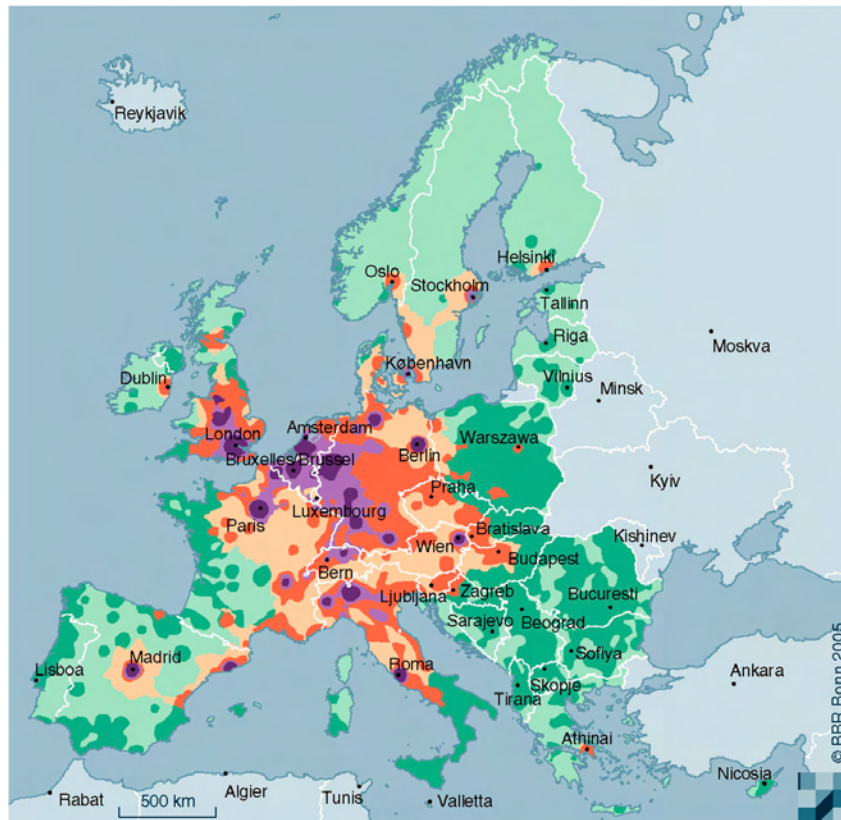 Reykjavik
Oslo
Stockholm
Helsinki
Tallinn
Riga
Moskva
København
Vilnius
Minsk
Dublin
London
Amsterdam
Berlin
Warszawa
Bruxelles/Brüssel
Kyiv
Praha
Luxembourg
Paris
Bratislava
Wien
Kishinev
Budapest
Bern
Ljubljana
Zagreb
Bucuresti
Beograd
Sarajevo
Sofiya
Madrid
Roma
Skopje
Lisboa
Tirana
Ankara
Athinai
Nicosia
Algier
Tunis
Rabat
Valletta
500 km
© BBR Bonn 2005